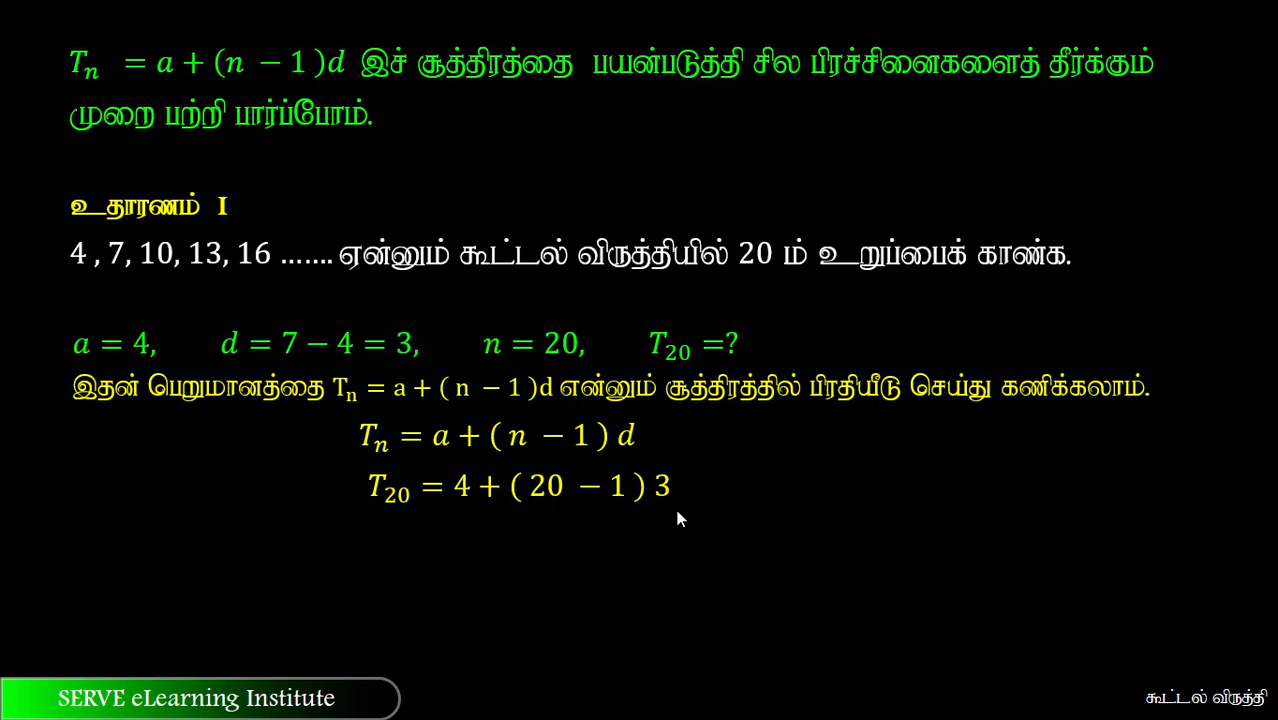 Tₙ = a + (n − 1 )d இச் சூத்திரத்தை பயன்படுத்தி சில பிரச்சினைகளைத் தீர்க்கும்
முறை பற்றி பார்ப்போம்.
உதாரணம் I
4 , 7, 10, 13, 16 ....... ஏன்னும் கூட்டல் விருத்தியில் 20 ம் உறுப்பைக் காண்க.
a = 4, d = 7 − 4 = 3, n = 20, T₂₀ =?
இதன் பெறுமானத்தை Tₙ = a + ( n − 1 )d என்னும் சூத்திரத்தில் பிரதியீடு செய்து கணிக்கலாம்.
Tₙ = a + ( n − 1 ) d
T₂₀ = 4 + ( 20 − 1 ) 3
SERVE eLearning Institute
கூட்டல் விருத்தி